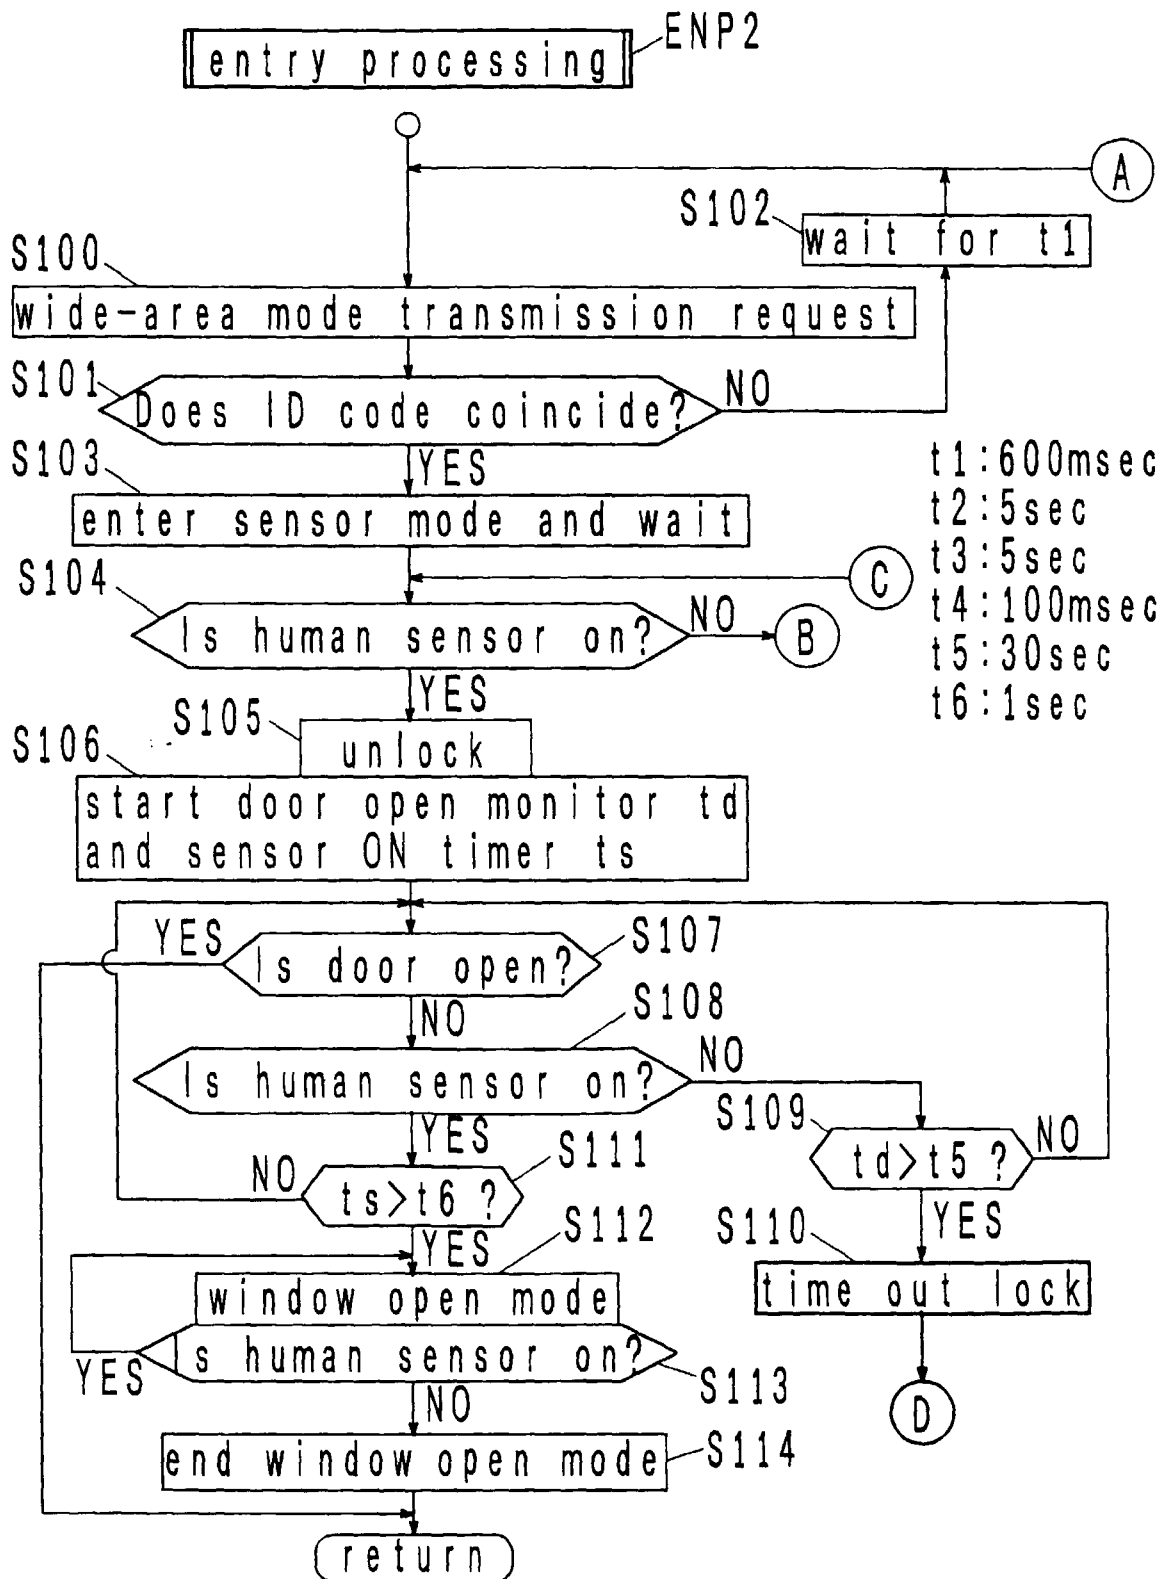 ENP2
entry processing
A
S102
wait for t1
S100
wide-area mode transmission request
S101
Does ID code coincide?
NO
YES
S103
enter sensor mode and wait
t1:600msec
t2:5sec
t3:5sec
t4:100msec
t5:30sec
t6:1sec
C
S104
Is human sensor on?
NO
B
YES
S105
unlock
S106
start door open monitor td
and sensor ON timer ts
YES
Is door open?
S107
NO
S108
Is human sensor on?
NO
YES
S109
td>t5 ?
NO
YES
S111
NO
ts>t6 ?
YES
S112
S110
time out lock
window open mode
Is human sensor on?
YES
S113
NO
D
end window open mode
S114
return